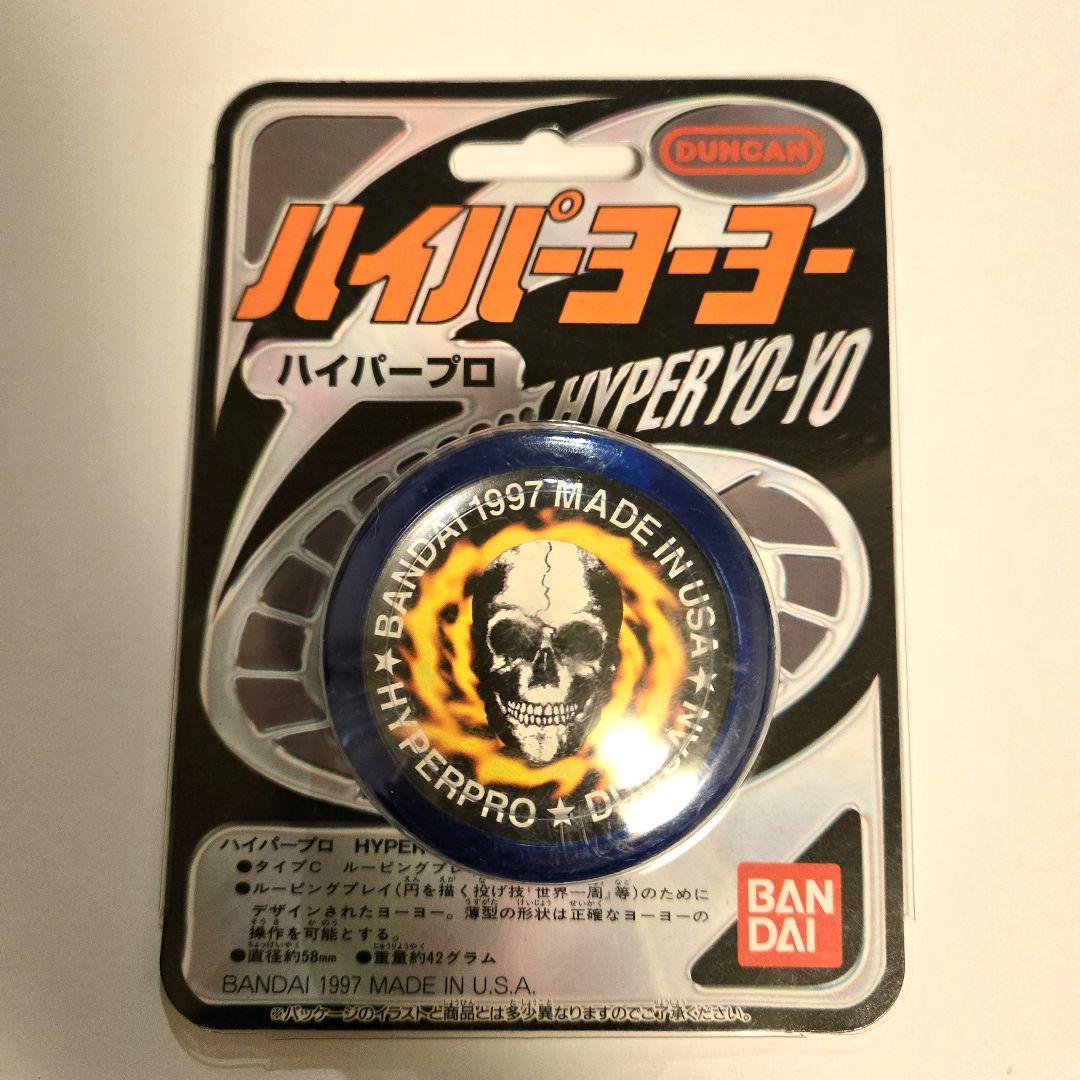 DUNCAN
ハイパーヨーヨー
ハイパープロ
HYPER YO-YO
★ BANDAI 1997 MADE IN USA ★
★ HYPERPRO ★
ハイパープロ HYPER
●タイプC ルーピングプレ
●ルーピングプレイ(円を描く投げ技『世界一周』等)のために
デザインされたヨーヨー。薄型の形状は正確なヨーヨーの
操作を可能とする。
●直径約58mm ●重量約42グラム
BANDAI 1997 MADE IN U.S.A.
※パッケージのイラストと商品とは多少異なりますのでご了承ください。
BAN
DAI